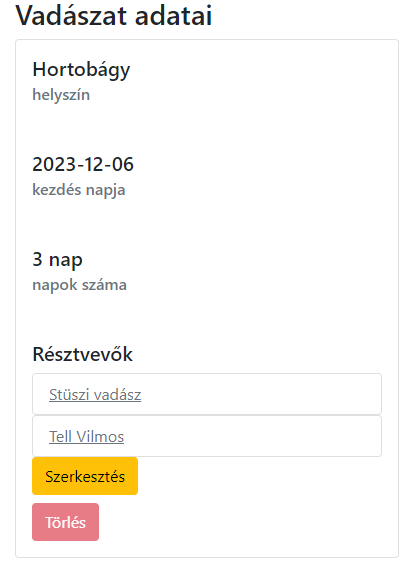 Vadászat adatai
Hortobágy
helyszín
2023-12-06
kezdés napja
3 nap
napok száma
Résztvevők
Stüszi vadász
Tell Vilmos
Szerkesztés
Törlés